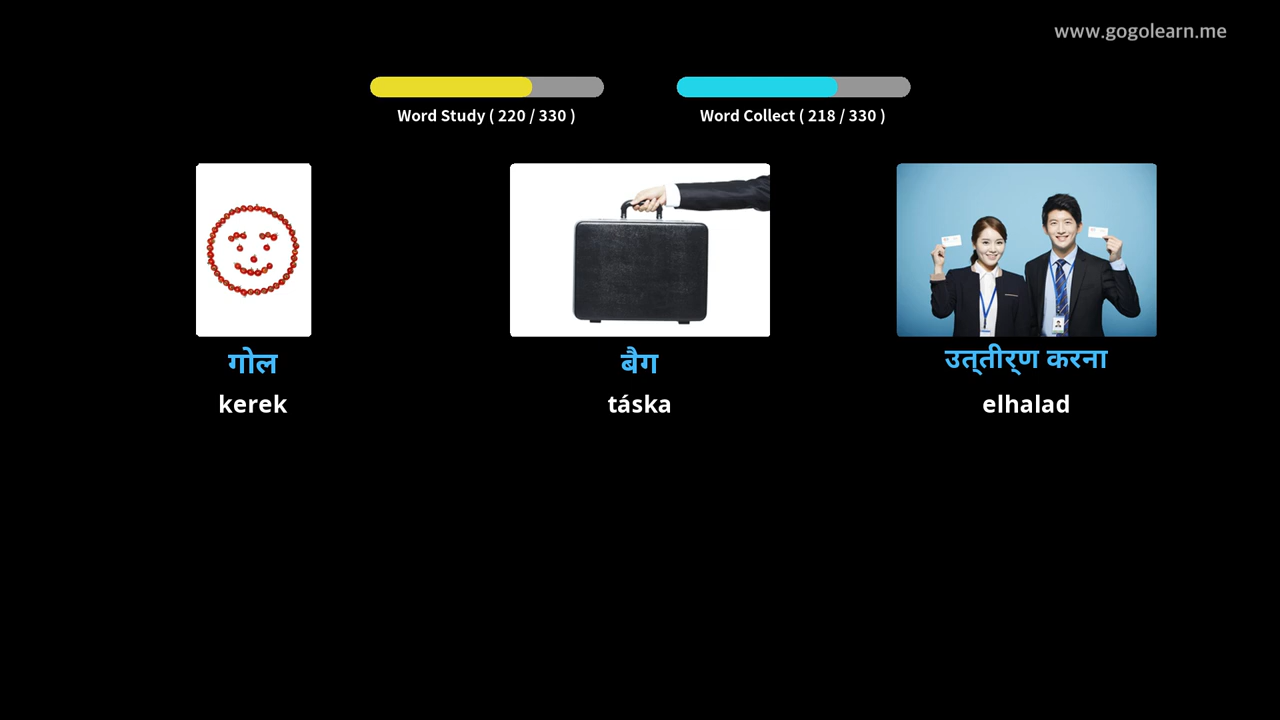 www.gogolearn.me
Word Study ( 220 / 330 )
Word Collect ( 218 / 330 )
गोल
बैग
उत्तीर्ण करना
kerek
táska
elhalad